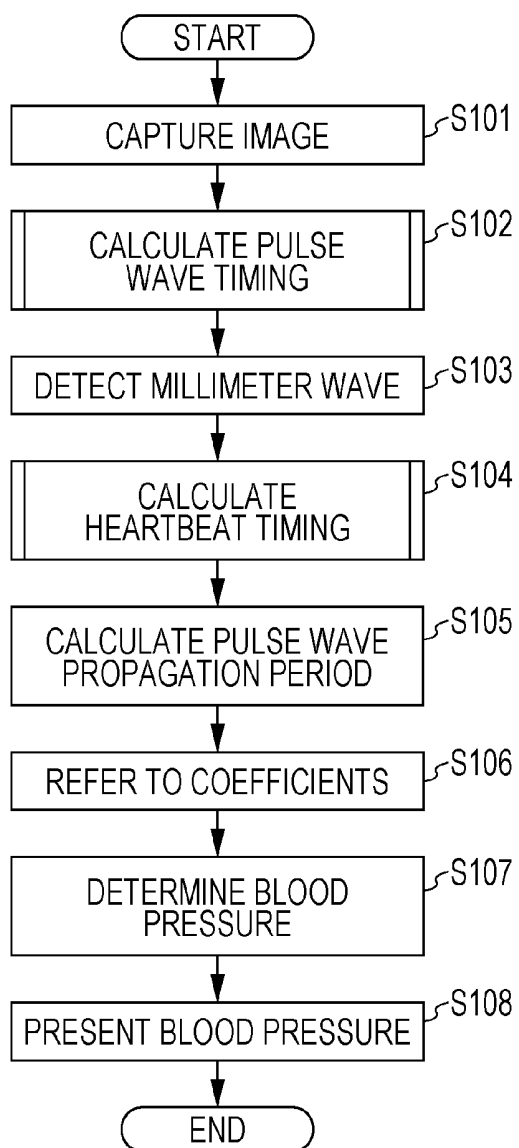 START
CAPTURE IMAGE
S101
CALCULATE PULSE
WAVE TIMING
S102
DETECT MILLIMETER WAVE
S103
CALCULATE
HEARTBEAT TIMING
S104
CALCULATE PULSE WAVE
PROPAGATION PERIOD
S105
REFER TO COEFFICIENTS
S106
DETERMINE BLOOD
PRESSURE
S107
PRESENT BLOOD PRESSURE
S108
END